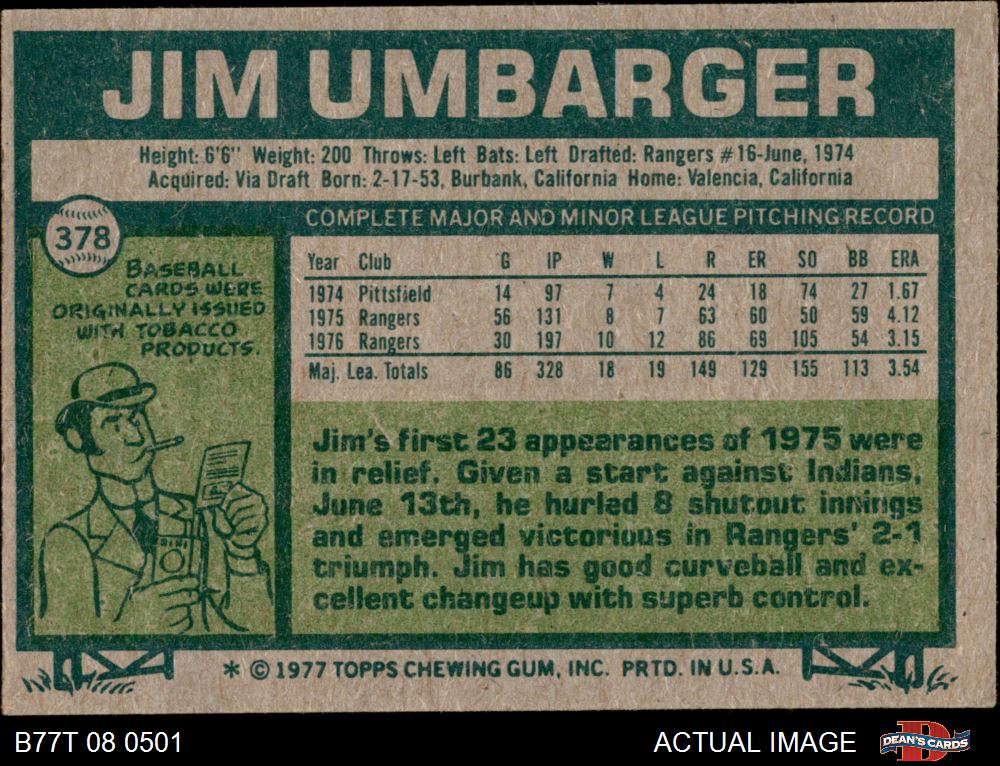 JIM UMBARGER
Height: 6'6" Weight: 200 Throws: Left Bats: Left Drafted: Rangers #16-June, 1974
Acquired: Via Draft Born: 2-17-53, Burbank, California Home: Valencia, California
378
BASEBALL
CARDS WERE
ORIGINALLY ISSUED
WITH TOBACCO
PRODUCTS.
COMPLETE MAJOR AND MINOR LEAGUE PITCHING RECORD
Year Club G IP W L R ER SO BB ERA
1974 Pittsfield 14 97 7 4 24 18 74 27 1.67
1975 Rangers 56 131 8 7 63 60 50 59 4.12
1976 Rangers 30 197 10 12 86 69 105 54 3.15
Maj. Lea. Totals 86 328 18 19 149 129 155 113 3.54
Jim's first 23 appearances of 1975 were
in relief. Given a start against Indians,
June 13th, he hurled 8 shutout innings
and emerged victorious in Rangers' 2-1
triumph. Jim has good curveball and ex-
cellent changeup with superb control.
* © 1977 TOPPS CHEWING GUM, INC. PRTD. IN U.S.A.
B77T 08 0501 ACTUAL IMAGE DEAN'S CARDS